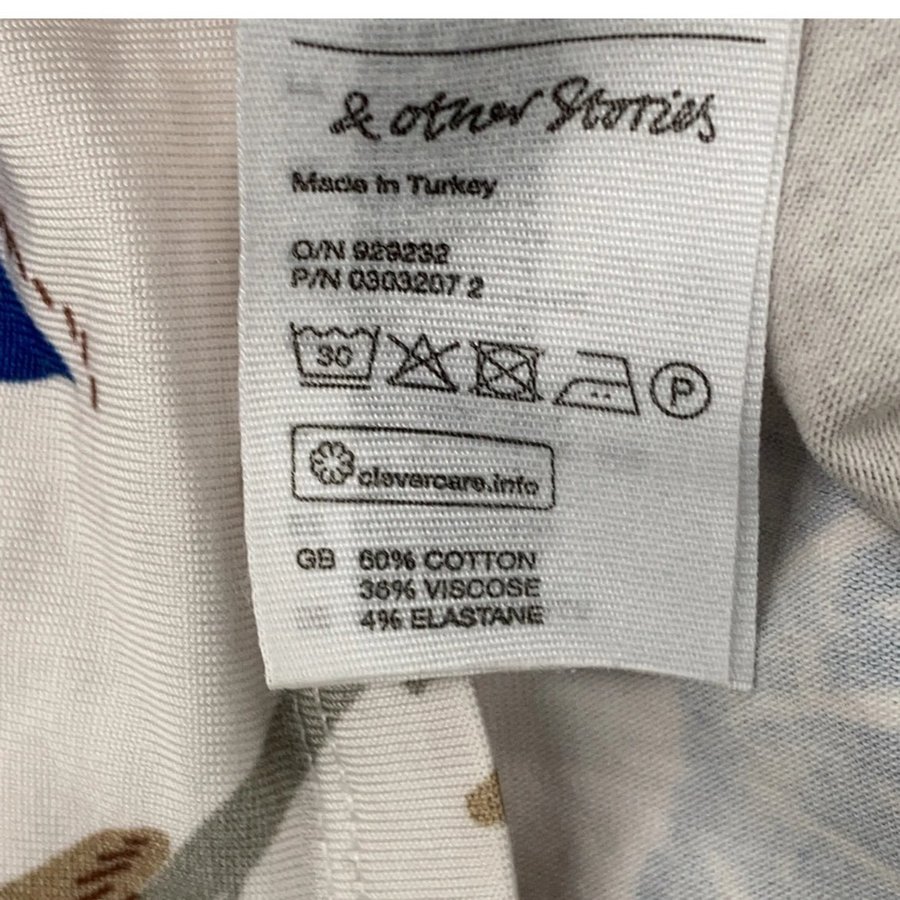 & other Stories
Made in Turkey
O/N 929232
P/N 0303207 2
30 P
clevercare.info
GB 60% COTTON
36% VISCOSE
4% ELASTANE